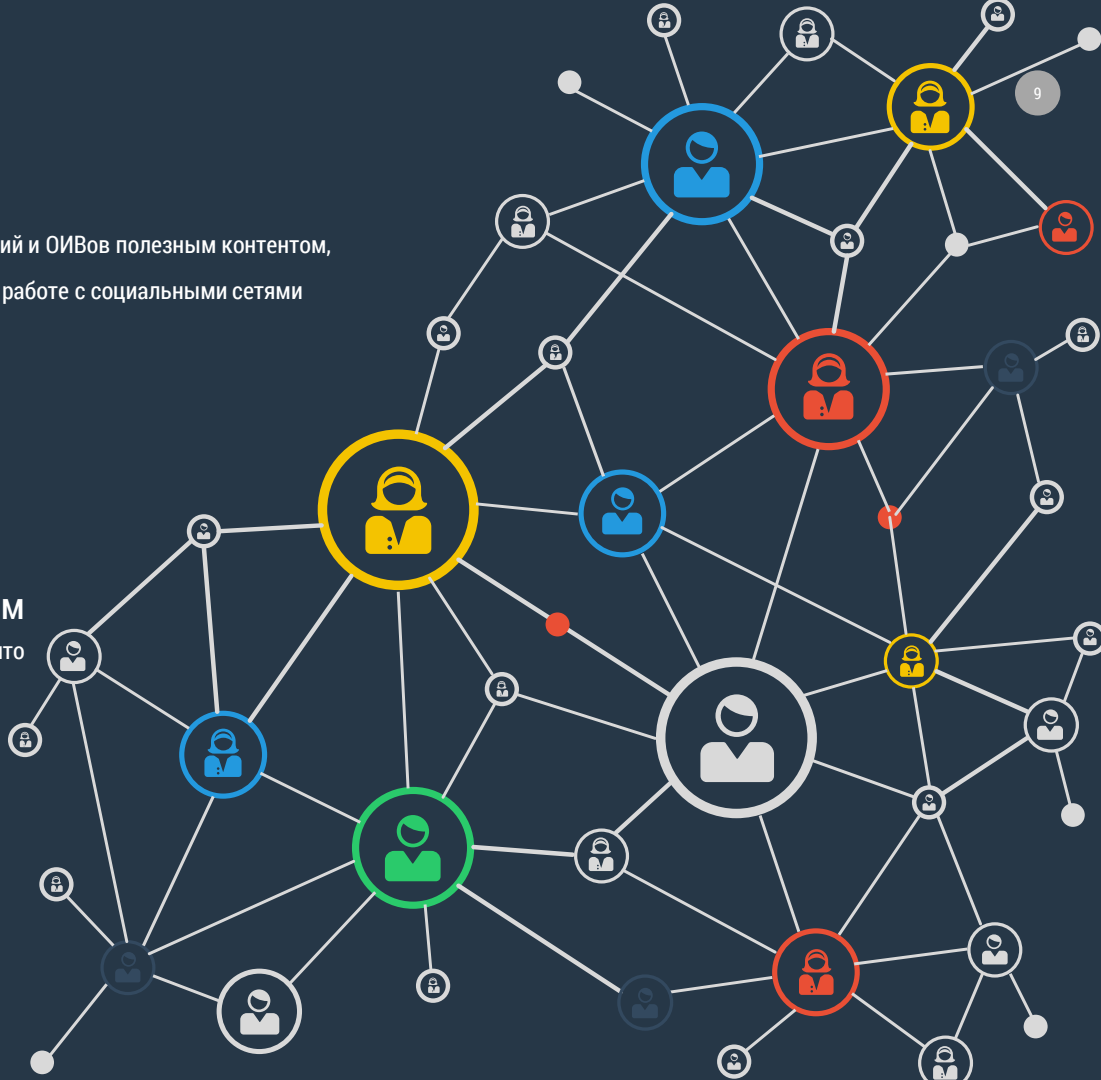 9
ий и ОИВов полезным контентом,
работе с социальными сетями
М
что